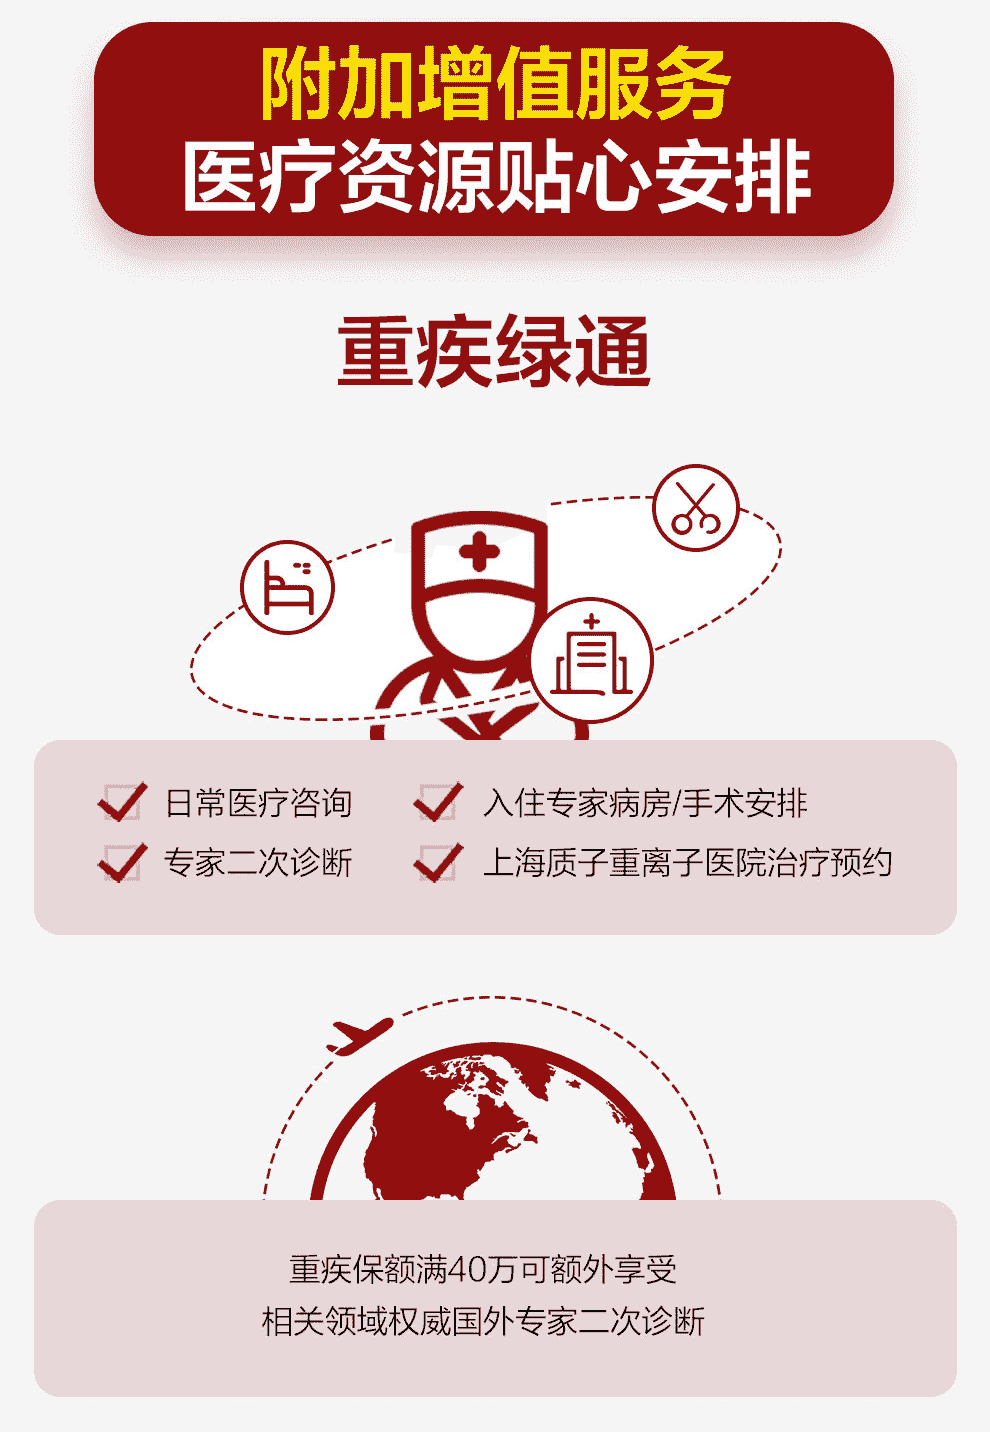 附加增值服务
医疗资源贴心安排
重疾绿通
日常医疗咨询
入住专家病房/手术安排
专家二次诊断
上海质子重离子医院治疗预约
重疾保额满40万可额外享受
相关领域权威国外专家二次诊断